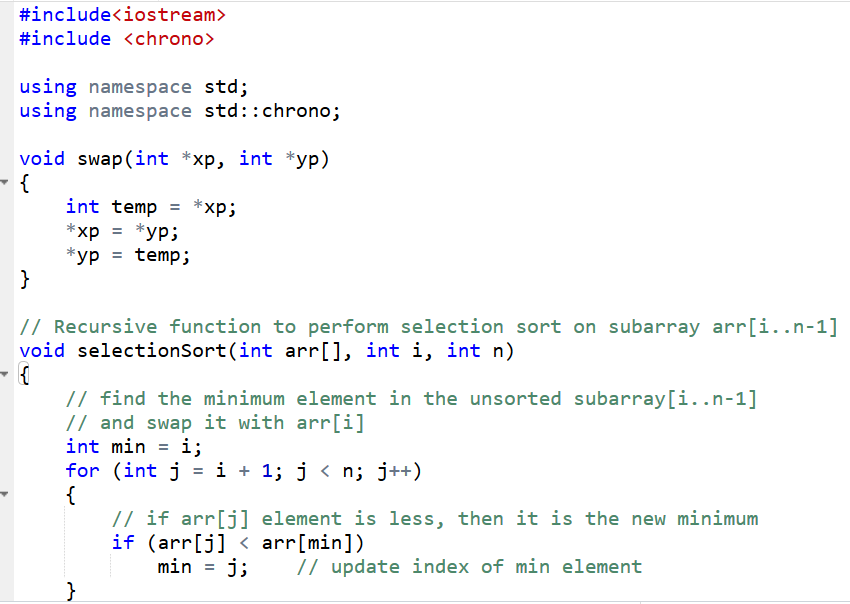 #include<iostream>
#include <chrono>
using namespace std;
using namespace std::chrono;
void swap(int *xp, int *yp)
{
    int temp = *xp;
    *xp = *yp;
    *yp = temp;
}
// Recursive function to perform selection sort on subarray arr[i..n-1]
void selectionSort(int arr[], int i, int n)
{
    // find the minimum element in the unsorted subarray[i..n-1]
    // and swap it with arr[i]
    int min = i;
    for (int j = i + 1; j < n; j++)
    {
        // if arr[j] element is less, then it is the new minimum
        if (arr[j] < arr[min])
            min = j;    // update index of min element
    }